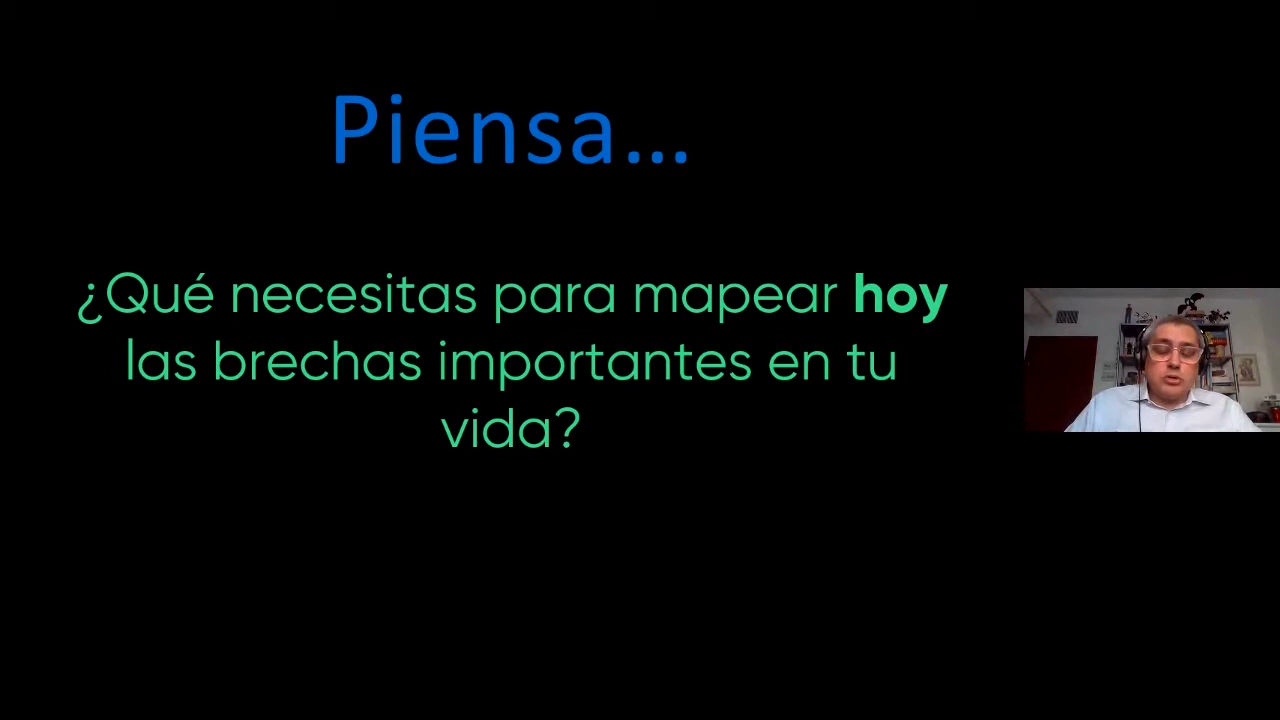 Piensa...
¿Qué necesitas para mapear hoy
las brechas importantes en tu
vida?